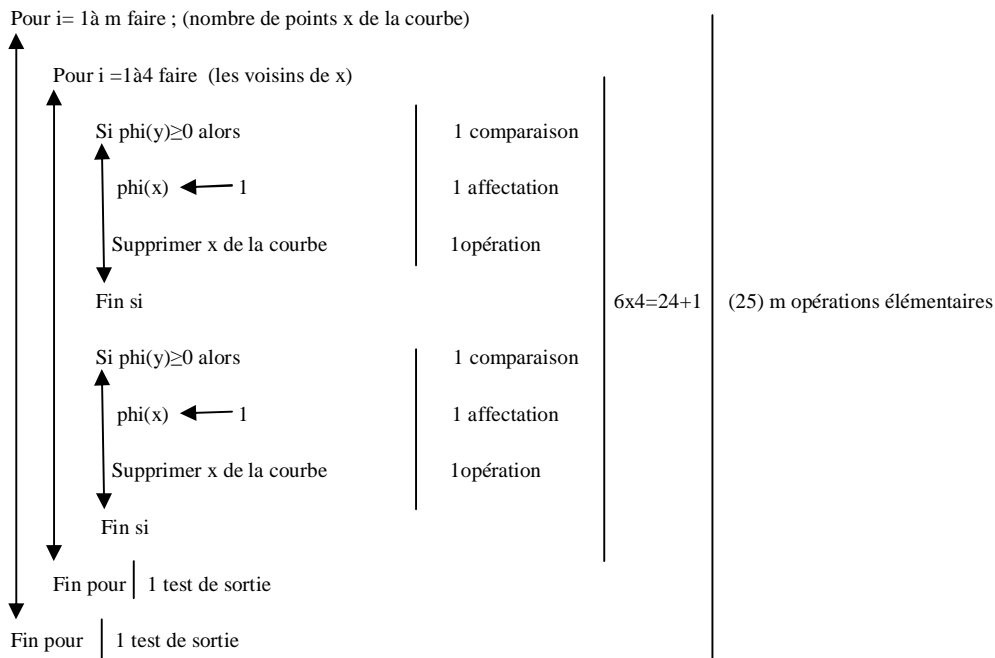 Pour i= 1à m faire ; (nombre de points x de la courbe)
Pour i =1à4 faire (les voisins de x)
Si phi(y)≥0 alors 1 comparaison
phi(x) 1 1 affectation
Supprimer x de la courbe 1opération
Fin si 6x4=24+1 (25) m opérations élémentaires
Si phi(y)≥0 alors 1 comparaison
phi(x) 1 1 affectation
Supprimer x de la courbe 1opération
Fin si
Fin pour 1 test de sortie
Fin pour 1 test de sortie